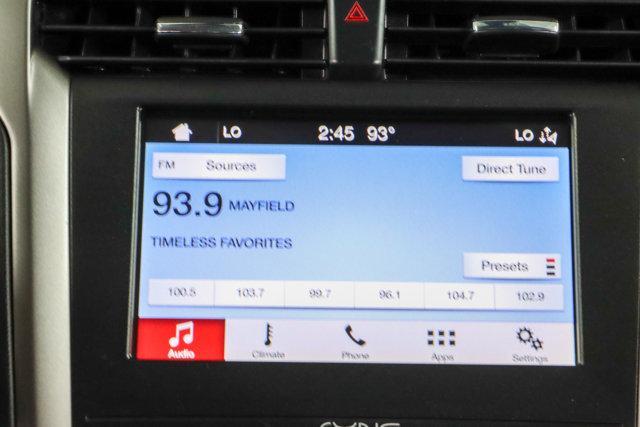 LO 2:45 93° LO
FM Sources Direct Tune
93.9 MAYFIELD
TIMELESS FAVORITES
Presets
100.5 103.7 99.7 96.1 104.7 102.9
Audio Climate Phone Apps Settings
SYNC